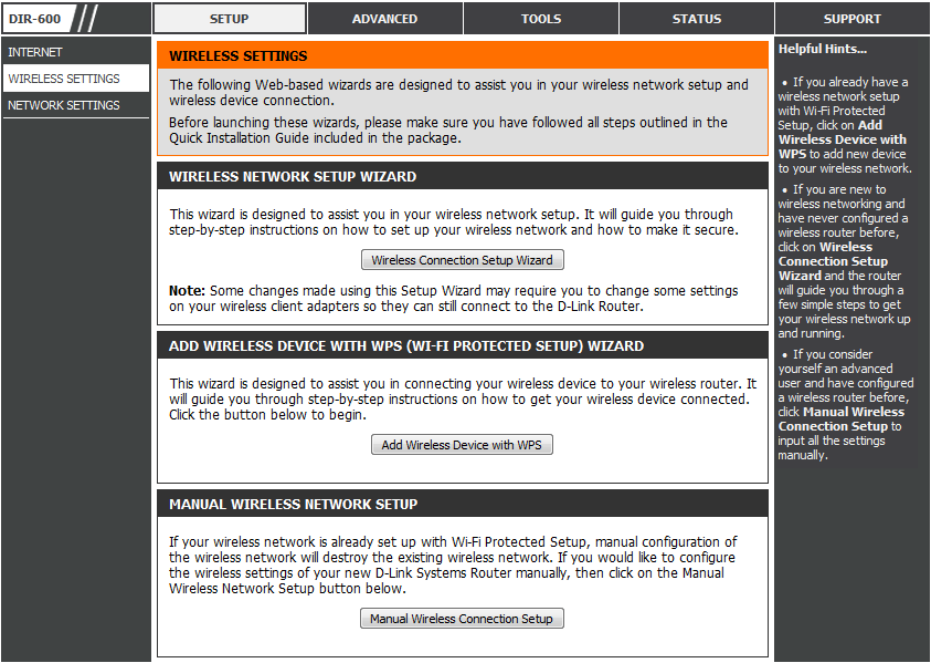 DIR-600
SETUP
ADVANCED
TOOLS
STATUS
SUPPORT
INTERNET
WIRELESS SETTINGS
NETWORK SETTINGS
WIRELESS SETTINGS
The following Web-based wizards are designed to assist you in your wireless network setup and
wireless device connection.
Before launching these wizards, please make sure you have followed all steps outlined in the
Quick Installation Guide included in the package.
WIRELESS NETWORK SETUP WIZARD
This wizard is designed to assist you in your wireless network setup. It will guide you through
step-by-step instructions on how to set up your wireless network and how to make it secure.
Wireless Connection Setup Wizard
Note: Some changes made using this Setup Wizard may require you to change some settings
on your wireless client adapters so they can still connect to the D-Link Router.
ADD WIRELESS DEVICE WITH WPS (WI-FI PROTECTED SETUP) WIZARD
This wizard is designed to assist you in connecting your wireless device to your wireless router. It
will guide you through step-by-step instructions on how to get your wireless device connected.
Click the button below to begin.
Add Wireless Device with WPS
MANUAL WIRELESS NETWORK SETUP
If your wireless network is already set up with Wi-Fi Protected Setup, manual configuration of
the wireless network will destroy the existing wireless network. If you would like to configure
the wireless settings of your new D-Link Systems Router manually, then click on the Manual
Wireless Network Setup button below.
Manual Wireless Connection Setup
Helpful Hints...
• If you already have a
wireless network setup
with Wi-Fi Protected
Setup, click on Add
Wireless Device with
WPS to add new device
to your wireless network.
• If you are new to
wireless networking and
have never configured a
wireless router before,
click on Wireless
Connection Setup
Wizard and the router
will guide you through a
few simple steps to get
your wireless network up
and running.
• If you consider
yourself an advanced
user and have configured
a wireless router before,
click Manual Wireless
Connection Setup to
input all the settings
manually.